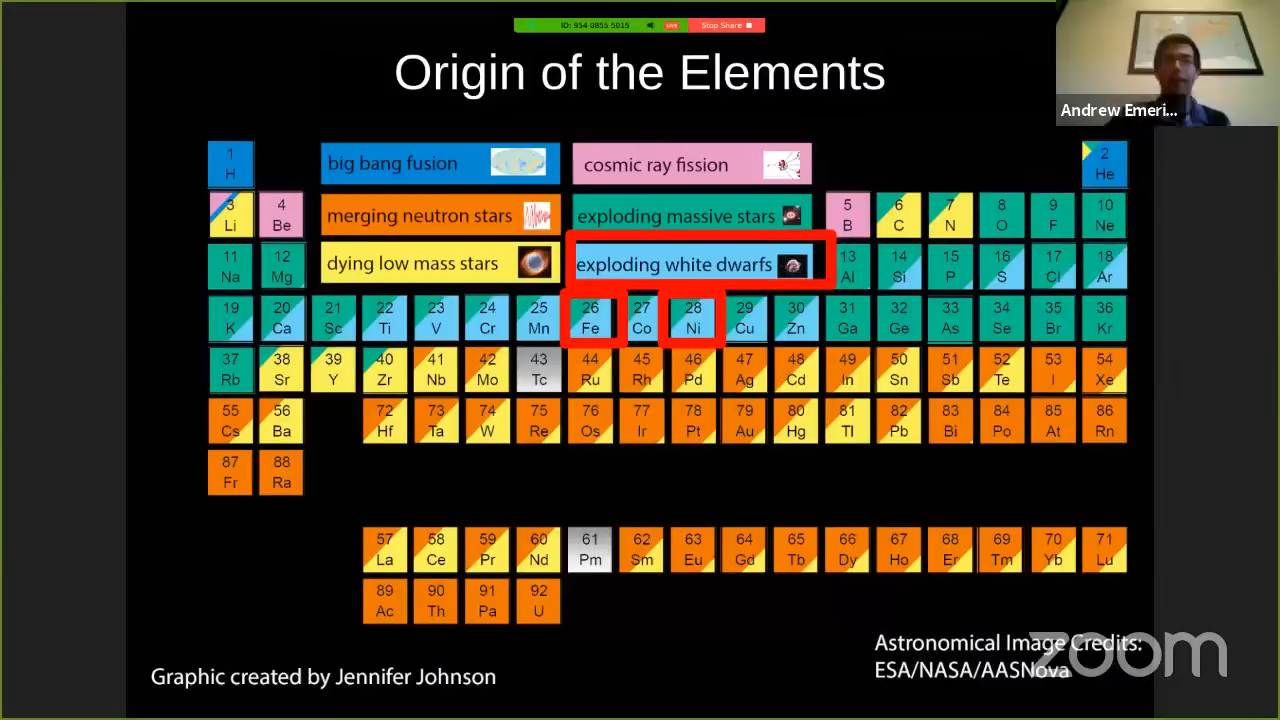 ID: 954 0855 5015 LIVE Stop Share
Origin of the Elements
Andrew Emeri...
1 H big bang fusion cosmic ray fission 2 He
3 Li 4 Be merging neutron stars exploding massive stars 5 B 6 C 7 N 8 O 9 F 10 Ne
11 Na 12 Mg dying low mass stars exploding white dwarfs 13 Al 14 Si 15 P 16 S 17 Cl 18 Ar
19 K 20 Ca 21 Sc 22 Ti 23 V 24 Cr 25 Mn 26 Fe 27 Co 28 Ni 29 Cu 30 Zn 31 Ga 32 Ge 33 As 34 Se 35 Br 36 Kr
37 Rb 38 Sr 39 Y 40 Zr 41 Nb 42 Mo 43 Tc 44 Ru 45 Rh 46 Pd 47 Ag 48 Cd 49 In 50 Sn 51 Sb 52 Te 53 I 54 Xe
55 Cs 56 Ba 72 Hf 73 Ta 74 W 75 Re 76 Os 77 Ir 78 Pt 79 Au 80 Hg 81 Tl 82 Pb 83 Bi 84 Po 85 At 86 Rn
87 Fr 88 Ra
57 La 58 Ce 59 Pr 60 Nd 61 Pm 62 Sm 63 Eu 64 Gd 65 Tb 66 Dy 67 Ho 68 Er 69 Tm 70 Yb 71 Lu
89 Ac 90 Th 91 Pa 92 U
Graphic created by Jennifer Johnson
Astronomical Image Credits:
ESA/NASA/AASNova
zoom